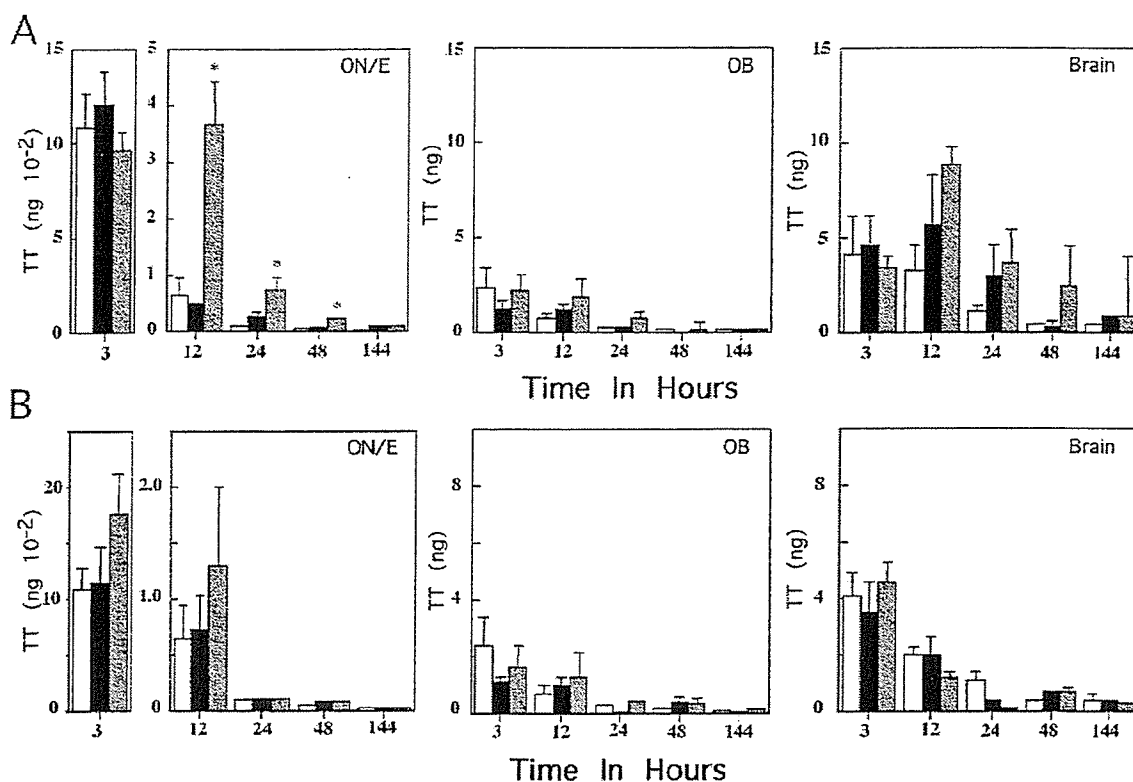 A
TT (ng 10-2)
15
10
5
0
3
5
4
3
2
1
0
ON/E
*
*
*
12 24 48 144
TT (ng)
15
10
5
0
OB
3 12 24 48 144
TT (ng)
15
10
5
0
Brain
3 12 24 48 144
Time In Hours
B
TT (ng 10-2)
20
10
0
3
2.0
1.0
0
ON/E
12 24 48 144
TT (ng)
8
4
0
OB
3 12 24 48 144
TT (ng)
8
4
0
Brain
3 12 24 48 144
Time In Hours